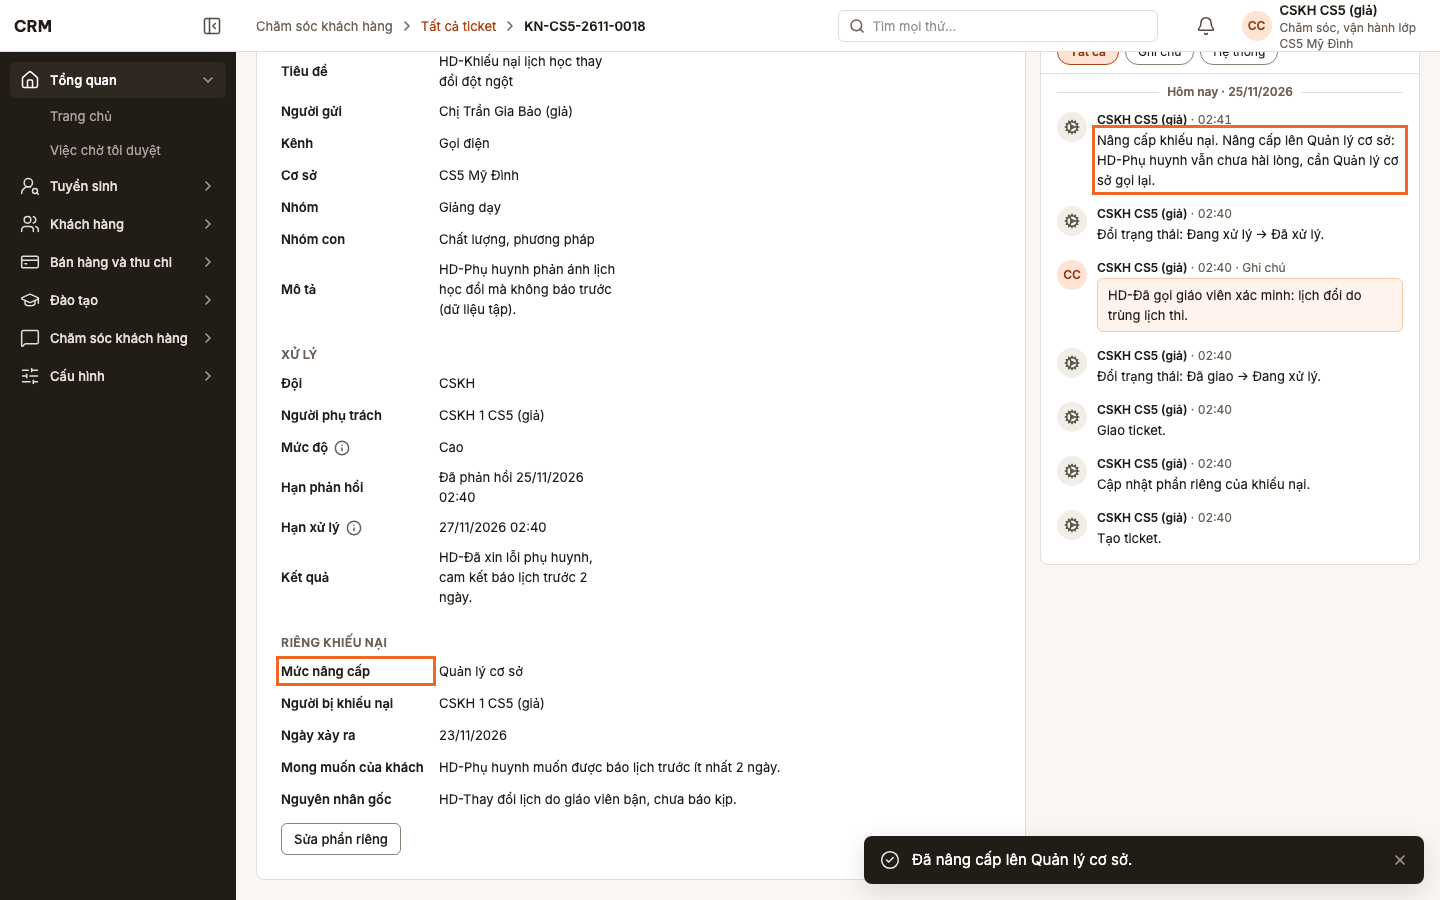 CRM
Chăm sóc khách hàng > Tất cả ticket > KN-CS5-2611-0018
Tìm mọi thứ...
CC
CSKH CS5 (giả)
Chăm sóc, vận hành lớp
CS5 Mỹ Đình
Tổng quan
Trang chủ
Việc chờ tôi duyệt
Tuyển sinh
Khách hàng
Bán hàng và thu chi
Đào tạo
Chăm sóc khách hàng
Cấu hình
Tiêu đề
HD-Khiếu nại lịch học thay
đổi đột ngột
Người gửi
Chị Trần Gia Bảo (giả)
Kênh
Gọi điện
Cơ sở
CS5 Mỹ Đình
Nhóm
Giảng dạy
Nhóm con
Chất lượng, phương pháp
Mô tả
HD-Phụ huynh phản ánh lịch
học đổi mà không báo trước
(dữ liệu tập).
XỬ LÝ
Đội
CSKH
Người phụ trách
CSKH 1 CS5 (giả)
Mức độ
Cao
Hạn phản hồi
Đã phản hồi 25/11/2026
02:40
Hạn xử lý
27/11/2026 02:40
Kết quả
HD-Đã xin lỗi phụ huynh,
cam kết báo lịch trước 2
ngày.
RIÊNG KHIẾU NẠI
Mức nâng cấp
Quản lý cơ sở
Người bị khiếu nại
CSKH 1 CS5 (giả)
Ngày xảy ra
23/11/2026
Mong muốn của khách
HD-Phụ huynh muốn được báo lịch trước ít nhất 2 ngày.
Nguyên nhân gốc
HD-Thay đổi lịch do giáo viên bận, chưa báo kịp.
Sửa phần riêng
Tất cả
Ghi chú
Hệ thống
Hôm nay · 25/11/2026
CSKH CS5 (giả) · 02:41
Nâng cấp khiếu nại. Nâng cấp lên Quản lý cơ sở:
HD-Phụ huynh vẫn chưa hài lòng, cần Quản lý cơ
sở gọi lại.
CSKH CS5 (giả) · 02:40
Đổi trạng thái: Đang xử lý → Đã xử lý.
CC
CSKH CS5 (giả) · 02:40 · Ghi chú
HD-Đã gọi giáo viên xác minh: lịch đổi do
trùng lịch thi.
CSKH CS5 (giả) · 02:40
Đổi trạng thái: Đã giao → Đang xử lý.
CSKH CS5 (giả) · 02:40
Giao ticket.
CSKH CS5 (giả) · 02:40
Cập nhật phần riêng của khiếu nại.
CSKH CS5 (giả) · 02:40
Tạo ticket.
Đã nâng cấp lên Quản lý cơ sở.